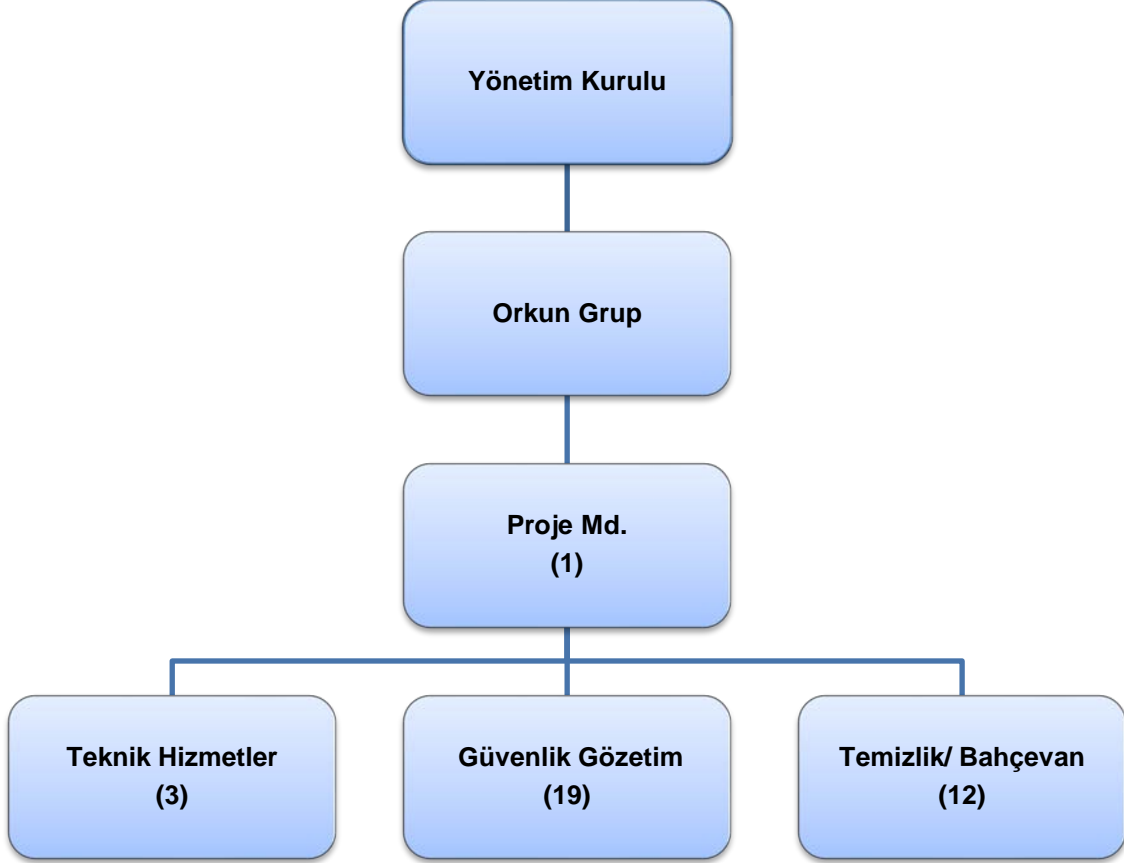 Yönetim Kurulu
Orkun Grup
Proje Md.
(1)
Teknik Hizmetler
(3)
Güvenlik Gözetim
(19)
Temizlik/ Bahçevan
(12)